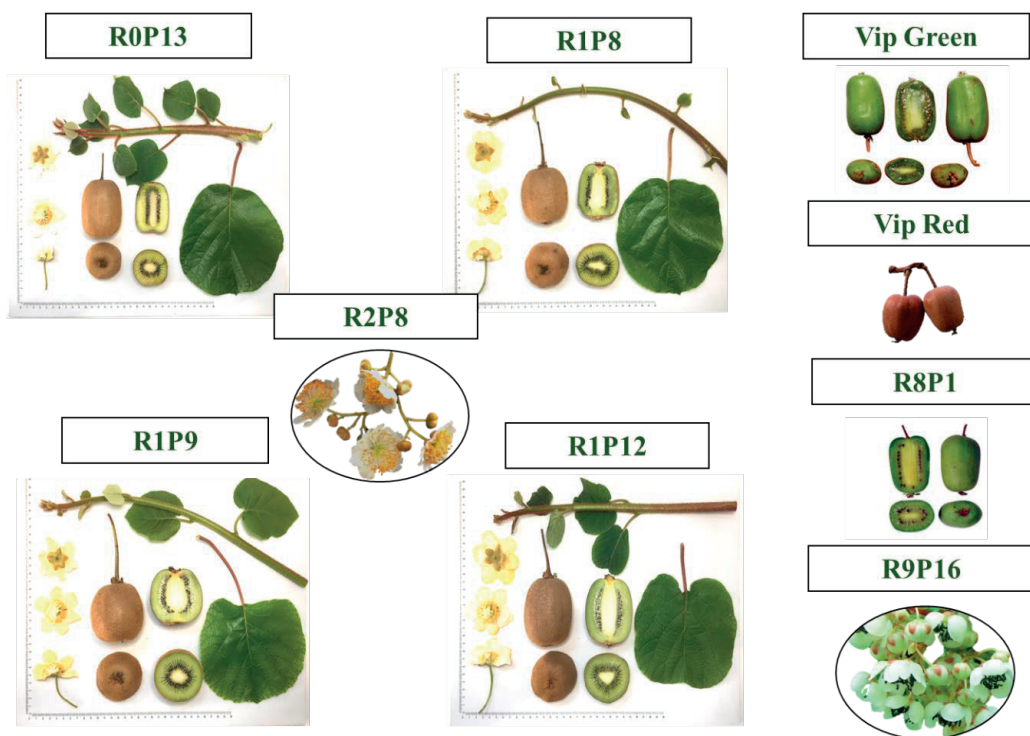 R0P13
R1P8
Vip Green
Vip Red
R2P8
R8P1
R1P9
R1P12
R9P16